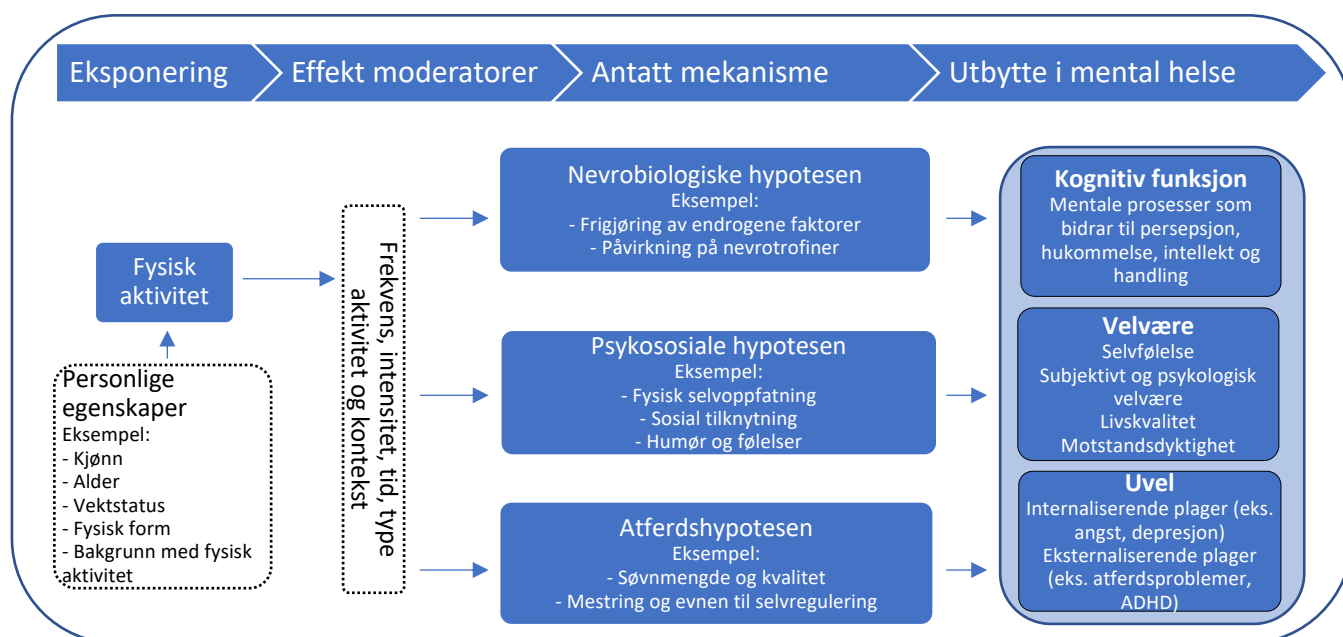 Eksponering
Effekt moderatorer
Antatt mekanisme
Utbytte i mental helse
Fysisk
aktivitet
Personlige
egenskaper
Eksempel:
- Kjønn
- Alder
- Vektstatus
- Fysisk form
- Bakgrunn med fysisk
aktivitet
Frekvens, intensitet, tid, type
aktivitet og kontekst
Nevrobiologiske hypotesen
Eksempel:
- Frigjøring av endrogene faktorer
- Påvirkning på nevrotrofiner
Psykososiale hypotesen
Eksempel:
- Fysisk selvoppfatning
- Sosial tilknytning
- Humør og følelser
Atferdshypotesen
Eksempel:
- Søvnmengde og kvalitet
- Mestring og evnen til selvregulering
Kognitiv funksjon
Mentale prosesser som
bidrar til persepsjon,
hukommelse, intellekt og
handling
Velvære
Selvfølelse
Subjektivt og psykologisk
velvære
Livskvalitet
Motstandsdyktighet
Uvel
Internaliserende plager (eks.
angst, depresjon)
Eksternaliserende plager
(eks. atferdsproblemer,
ADHD)